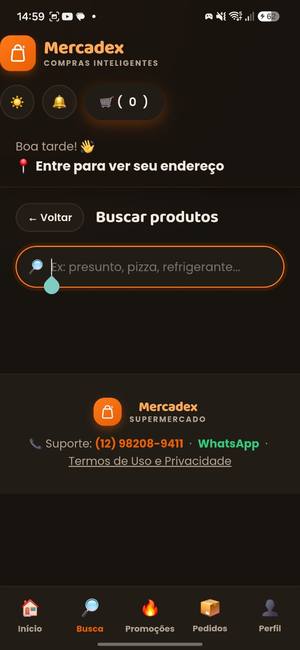 14:59
62
Mercadex
COMPRAS INTELIGENTES
( 0 )
Boa tarde! 👋
📍 Entre para ver seu endereço
← Voltar
Buscar produtos
Ex: presunto, pizza, refrigerante...
Mercadex
SUPERMERCADO
📞 Suporte: (12) 98208-9411 · WhatsApp ·
Termos de Uso e Privacidade
Início
Busca
Promoções
Pedidos
Perfil